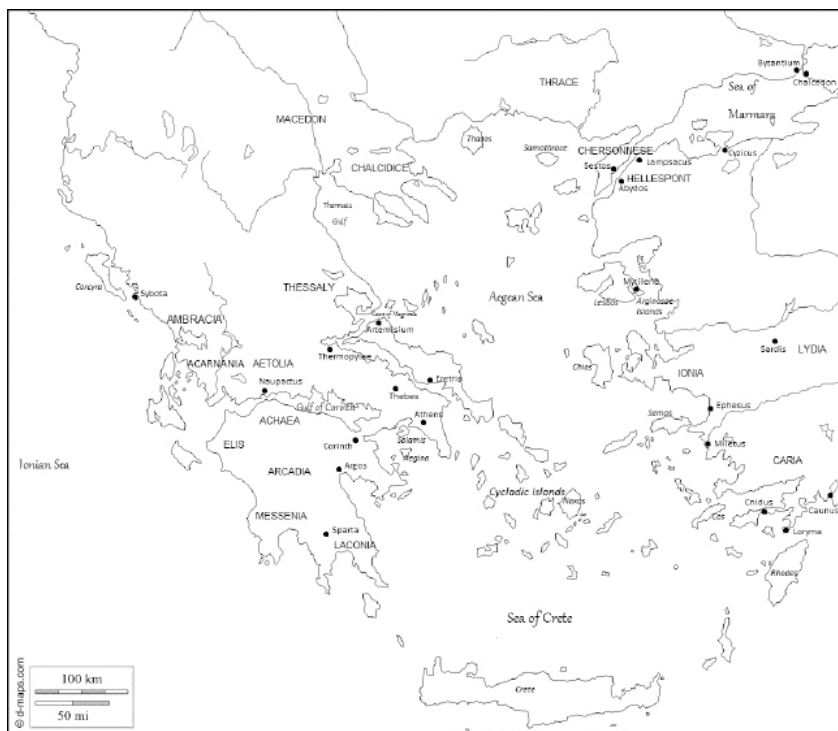 Byzantium
Chalcedon
THRACE
Sea of
Marmara
MACEDON
Thasos
Samothrace
CHERSONNESE
Lampsacus
Cyzicus
CHALCIDICE
Sestos
HELLESPONT
Abydos
Thermaic
Gulf
THESSALY
Aegean Sea
Mytilene
Lesbos
Arginusae
Islands
Corcyra
Sybota
AMBRACIA
Artemisium
Thermopylae
Sardis
LYDIA
ACARNANIA
AETOLIA
Chios
IONIA
Naupactus
Eretria
Thebes
Gulf of Corinth
ACHAEA
Athens
Samos
Ephesus
ELIS
Corinth
Salamis
Aegina
Miletus
Ionian Sea
ARCADIA
Argos
CARIA
Cycladic Islands
Naxos
Cnidus
Cos
Caunus
Loryma
MESSENIA
Sparta
LACONIA
Rhodes
Sea of Crete
Crete
100 km
50 mi
© d-maps.com